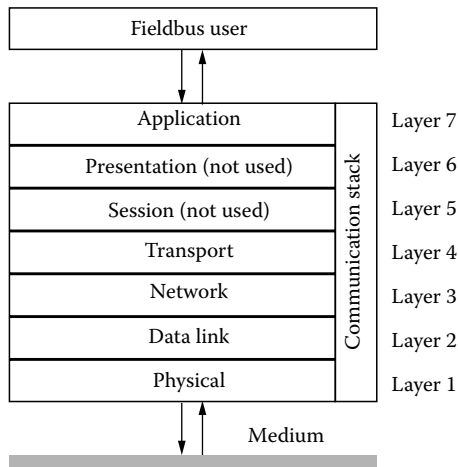 Fieldbus user
Application Layer 7
Presentation (not used) Layer 6
Session (not used) Layer 5
Transport Layer 4
Network Layer 3
Data link Layer 2
Physical Layer 1
Communication stack
Medium